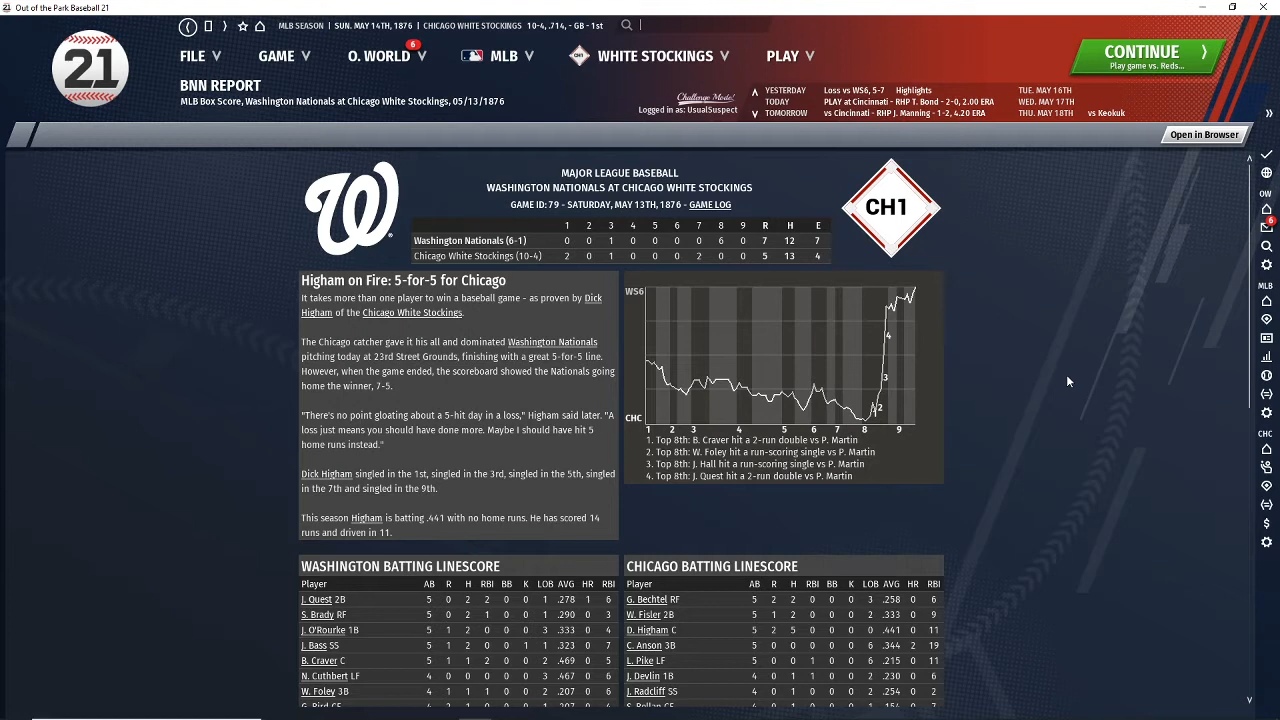 21 Out of the Park Baseball 21
MLB SEASON | SUN. MAY 14TH, 1876 | CHICAGO WHITE STOCKINGS 10-4, .714, - GB - 1st
21
FILE GAME O. WORLD 6 MLB CH1 WHITE STOCKINGS PLAY
CONTINUE
Play game vs. Reds...
BNN REPORT
MLB Box Score, Washington Nationals at Chicago White Stockings, 05/13/1876
Challenge Mode!
Logged in as: UsualSuspect
YESTERDAY Loss vs WS6, 5-7 Highlights TUE. MAY 16TH
TODAY PLAY at Cincinnati - RHP T. Bond - 2-0, 2.00 ERA WED. MAY 17TH
TOMORROW vs Cincinnati - RHP J. Manning - 1-2, 4.20 ERA THU. MAY 18TH vs Keokuk
Open in Browser
W
MAJOR LEAGUE BASEBALL
WASHINGTON NATIONALS AT CHICAGO WHITE STOCKINGS
GAME ID: 79 - SATURDAY, MAY 13TH, 1876 - GAME LOG
CH1
1 2 3 4 5 6 7 8 9 R H E
Washington Nationals (6-1) 0 0 1 0 0 0 0 6 0 7 12 7
Chicago White Stockings (10-4) 2 0 1 0 0 0 2 0 0 5 13 4
Higham on Fire: 5-for-5 for Chicago
It takes more than one player to win a baseball game - as proven by Dick
Higham of the Chicago White Stockings.
The Chicago catcher gave it his all and dominated Washington Nationals
pitching today at 23rd Street Grounds, finishing with a great 5-for-5 line.
However, when the game ended, the scoreboard showed the Nationals going
home the winner, 7-5.
"There's no point gloating about a 5-hit day in a loss," Higham said later. "A
loss just means you should have done more. Maybe I should have hit 5
home runs instead."
Dick Higham singled in the 1st, singled in the 3rd, singled in the 5th, singled
in the 7th and singled in the 9th.
This season Higham is batting .441 with no home runs. He has scored 14
runs and driven in 11.
WS6
4
3
2
CHC
1 2 3 4 5 6 7 8 9
1. Top 8th: B. Craver hit a 2-run double vs P. Martin
2. Top 8th: W. Foley hit a run-scoring single vs P. Martin
3. Top 8th: J. Hall hit a run-scoring single vs P. Martin
4. Top 8th: J. Quest hit a 2-run double vs P. Martin
WASHINGTON BATTING LINESCORE
Player AB R H RBI BB K LOB AVG HR RBI
J. Quest 2B 5 0 2 2 0 0 1 .278 1 6
S. Brady RF 5 0 2 1 0 0 1 .290 0 3
J. O'Rourke 1B 5 1 2 0 0 0 3 .333 0 4
J. Bass SS 5 1 2 0 0 1 1 .323 0 7
B. Craver C 5 1 1 2 0 0 2 .469 0 5
N. Cuthbert LF 4 0 0 0 0 0 3 .467 0 6
W. Foley 3B 4 1 1 1 0 0 2 .207 0 6
CHICAGO BATTING LINESCORE
Player AB R H RBI BB K LOB AVG HR RBI
G. Bechtel RF 5 2 2 0 0 0 3 .258 0 6
W. Fisler 2B 5 1 2 0 0 0 2 .333 0 9
D. Higham C 5 2 5 0 0 0 0 .441 0 11
C. Anson 3B 5 0 0 0 0 0 6 .344 2 19
L. Pike LF 5 0 0 1 0 0 6 .215 0 11
J. Devlin 1B 4 0 1 1 0 0 2 .230 0 6
J. Radcliff SS 4 0 1 0 0 0 2 .254 0 2
OW
6
MLB
CHC